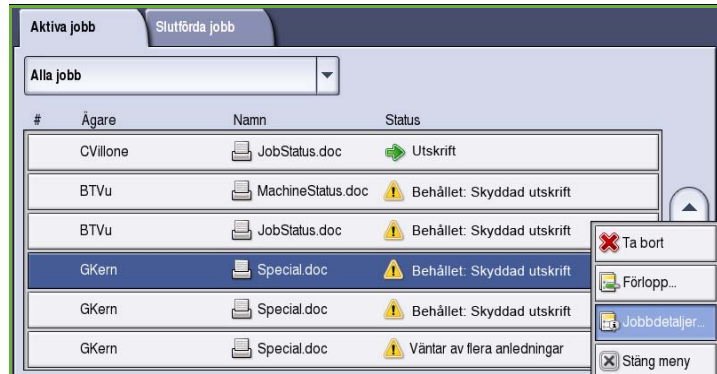 Aktiva jobb Slutförda jobb
Alla jobb
# Ägare Namn Status
CVillone JobStatus.doc Utskrift
BTVu MachineStatus.doc Behållet: Skyddad utskrift
BTVu JobStatus.doc Behållet: Skyddad utskrift
Ta bort
GKern Special.doc Behållet: Skyddad utskrift
Förlopp...
GKern Special.doc Behållet: Skyddad utskrift
Jobbdetaljer...
GKern Special.doc Väntar av flera anledningar
Stäng meny